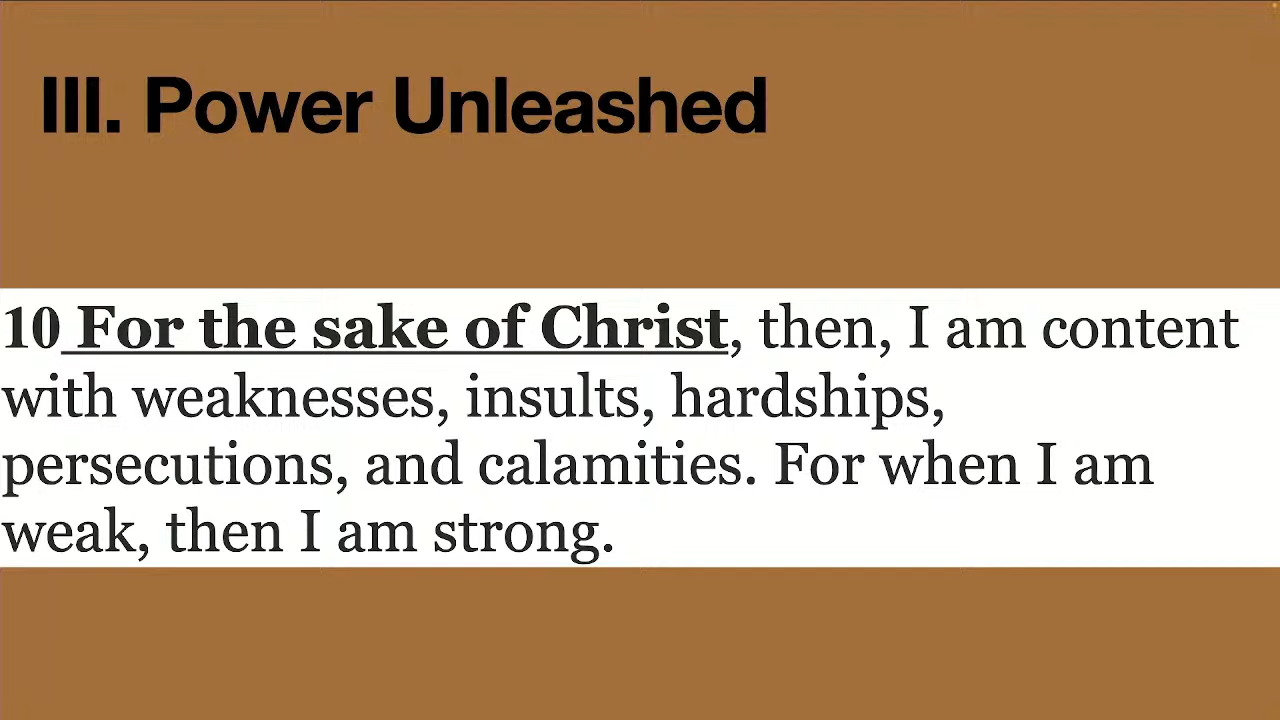 III. Power Unleashed
10 For the sake of Christ, then, I am content
with weaknesses, insults, hardships,
persecutions, and calamities. For when I am
weak, then I am strong.